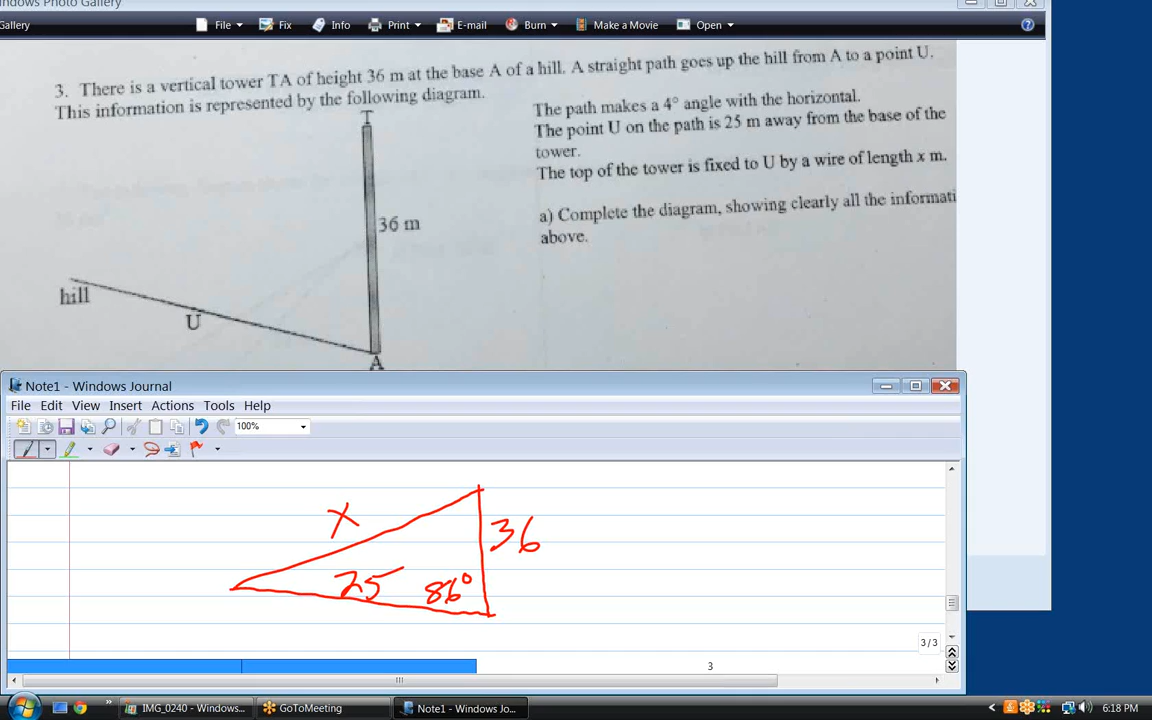 Windows Photo Gallery
Gallery File Fix Info Print E-mail Burn Make a Movie Open
3. There is a vertical tower TA of height 36 m at the base A of a hill. A straight path goes up the hill from A to a point U.
This information is represented by the following diagram.
The path makes a 4° angle with the horizontal.
The point U on the path is 25 m away from the base of the
tower.
The top of the tower is fixed to U by a wire of length x m.
a) Complete the diagram, showing clearly all the informati
above.
T
36 m
hill
U
A
Note1 - Windows Journal
File Edit View Insert Actions Tools Help
100%
x
36
25 86°
3/3
3
IMG_0240 - Windows... GoToMeeting Note1 - Windows Jo... 6:18 PM